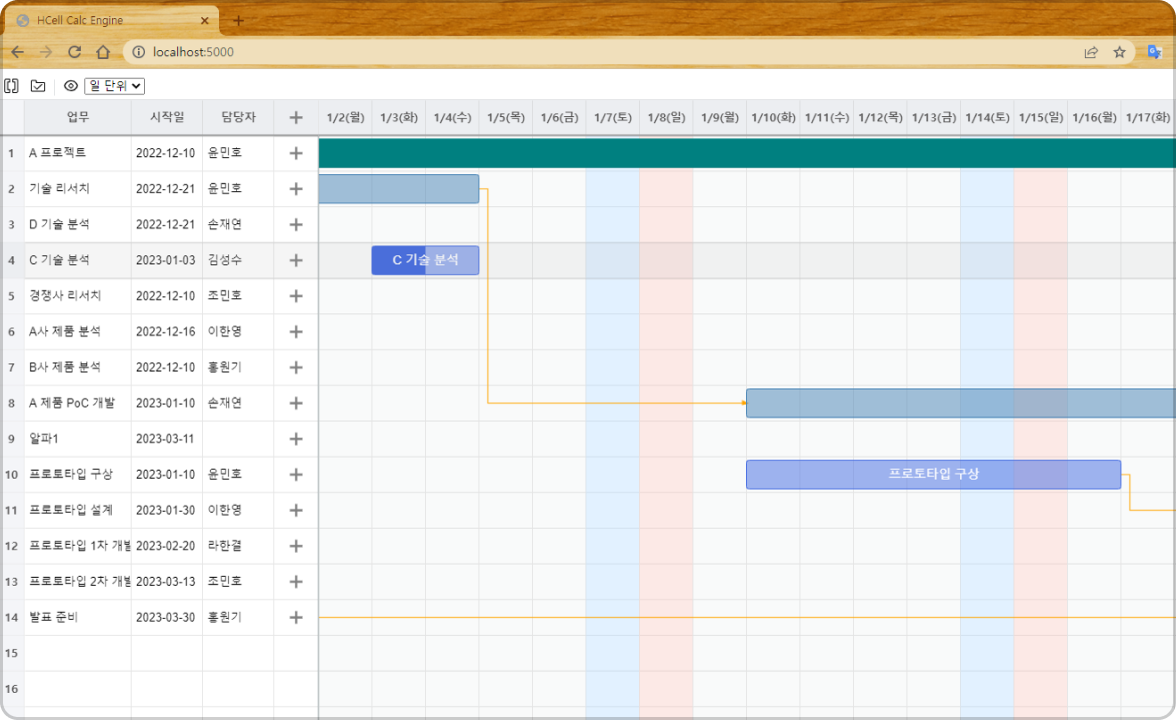 HCell Calc Engine
localhost:5000
일 단위
업무 시작일 담당자 1/2(월) 1/3(화) 1/4(수) 1/5(목) 1/6(금) 1/7(토) 1/8(일) 1/9(월) 1/10(화) 1/11(수) 1/12(목) 1/13(금) 1/14(토) 1/15(일) 1/16(월) 1/17(화)
1 A 프로젝트 2022-12-10 윤민호
2 기술 리서치 2022-12-21 윤민호
3 D 기술 분석 2022-12-21 손재연
4 C 기술 분석 2023-01-03 김성수 C 기술 분석
5 경쟁사 리서치 2022-12-10 조민호
6 A사 제품 분석 2022-12-16 이한영
7 B사 제품 분석 2022-12-10 홍원기
8 A 제품 PoC 개발 2023-01-10 손재연
9 알파1 2023-03-11
10 프로토타입 구상 2023-01-10 윤민호 프로토타입 구상
11 프로토타입 설계 2023-01-30 이한영
12 프로토타입 1차 개발 2023-02-20 라한결
13 프로토타입 2차 개발 2023-03-13 조민호
14 발표 준비 2023-03-30 홍원기
15
16